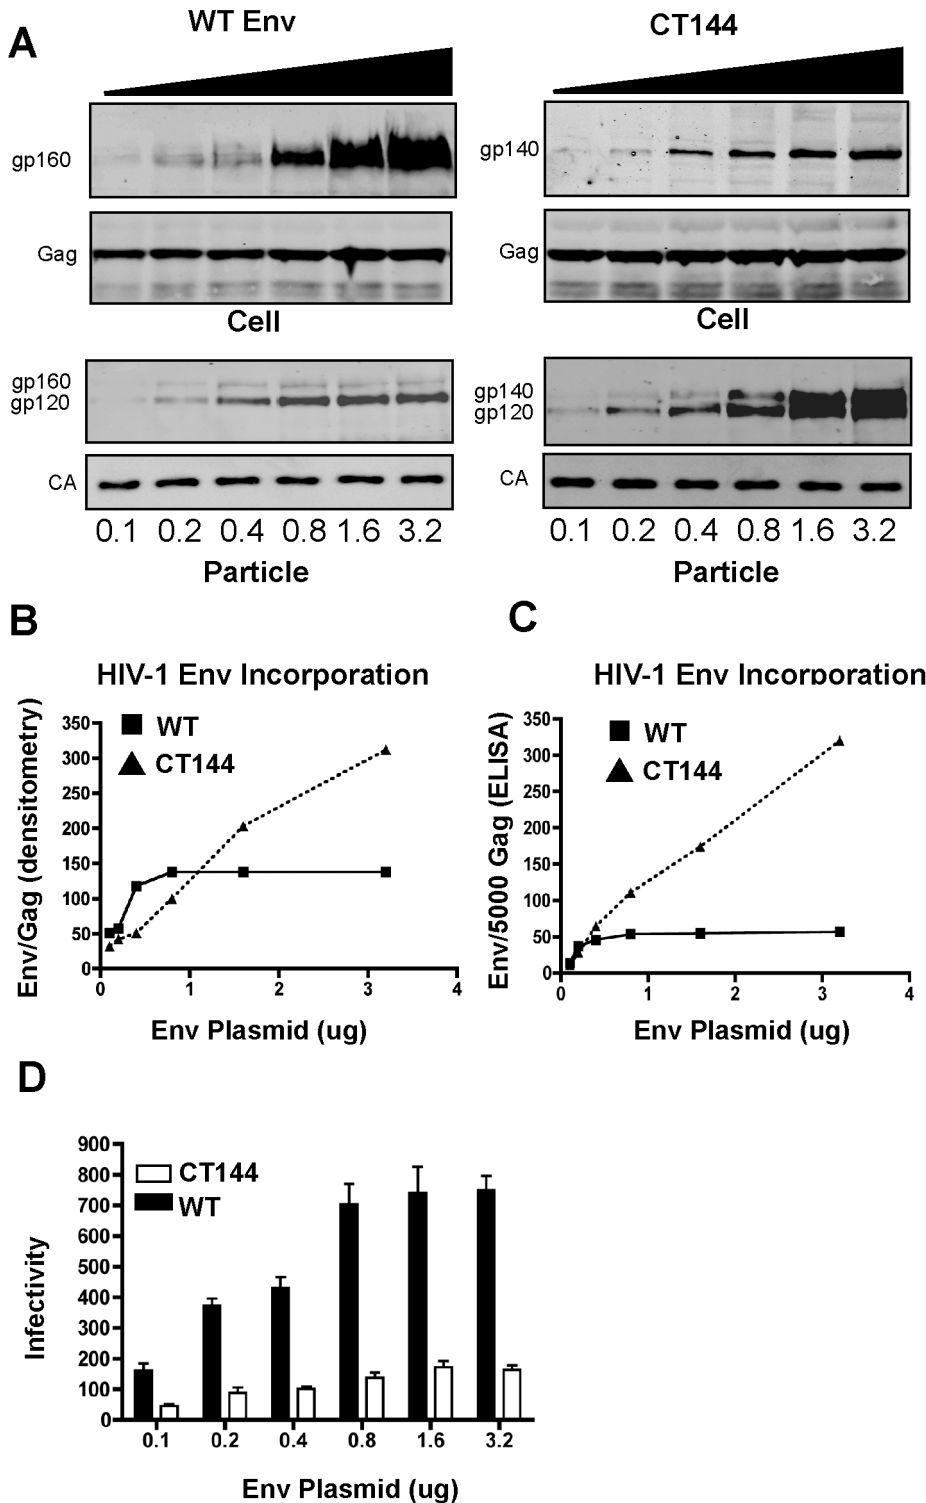 A
WT Env
CT144
gp160
gp140
Gag
Gag
Cell
Cell
gp160
gp120
gp140
gp120
CA
CA
0.1 0.2 0.4 0.8 1.6 3.2
0.1 0.2 0.4 0.8 1.6 3.2
Particle
Particle
B
HIV-1 Env Incorporation
Env/Gag (densitometry)
350
300
250
200
150
100
50
0
WT
CT144
0 1 2 3 4
Env Plasmid (ug)
C
HIV-1 Env Incorporation
Env/5000 Gag (ELISA)
350
300
250
200
150
100
50
0
WT
CT144
0 1 2 3 4
Env Plasmid (ug)
D
Infectivity
900
800
700
600
500
400
300
200
100
0
CT144
WT
0.1 0.2 0.4 0.8 1.6 3.2
Env Plasmid (ug)